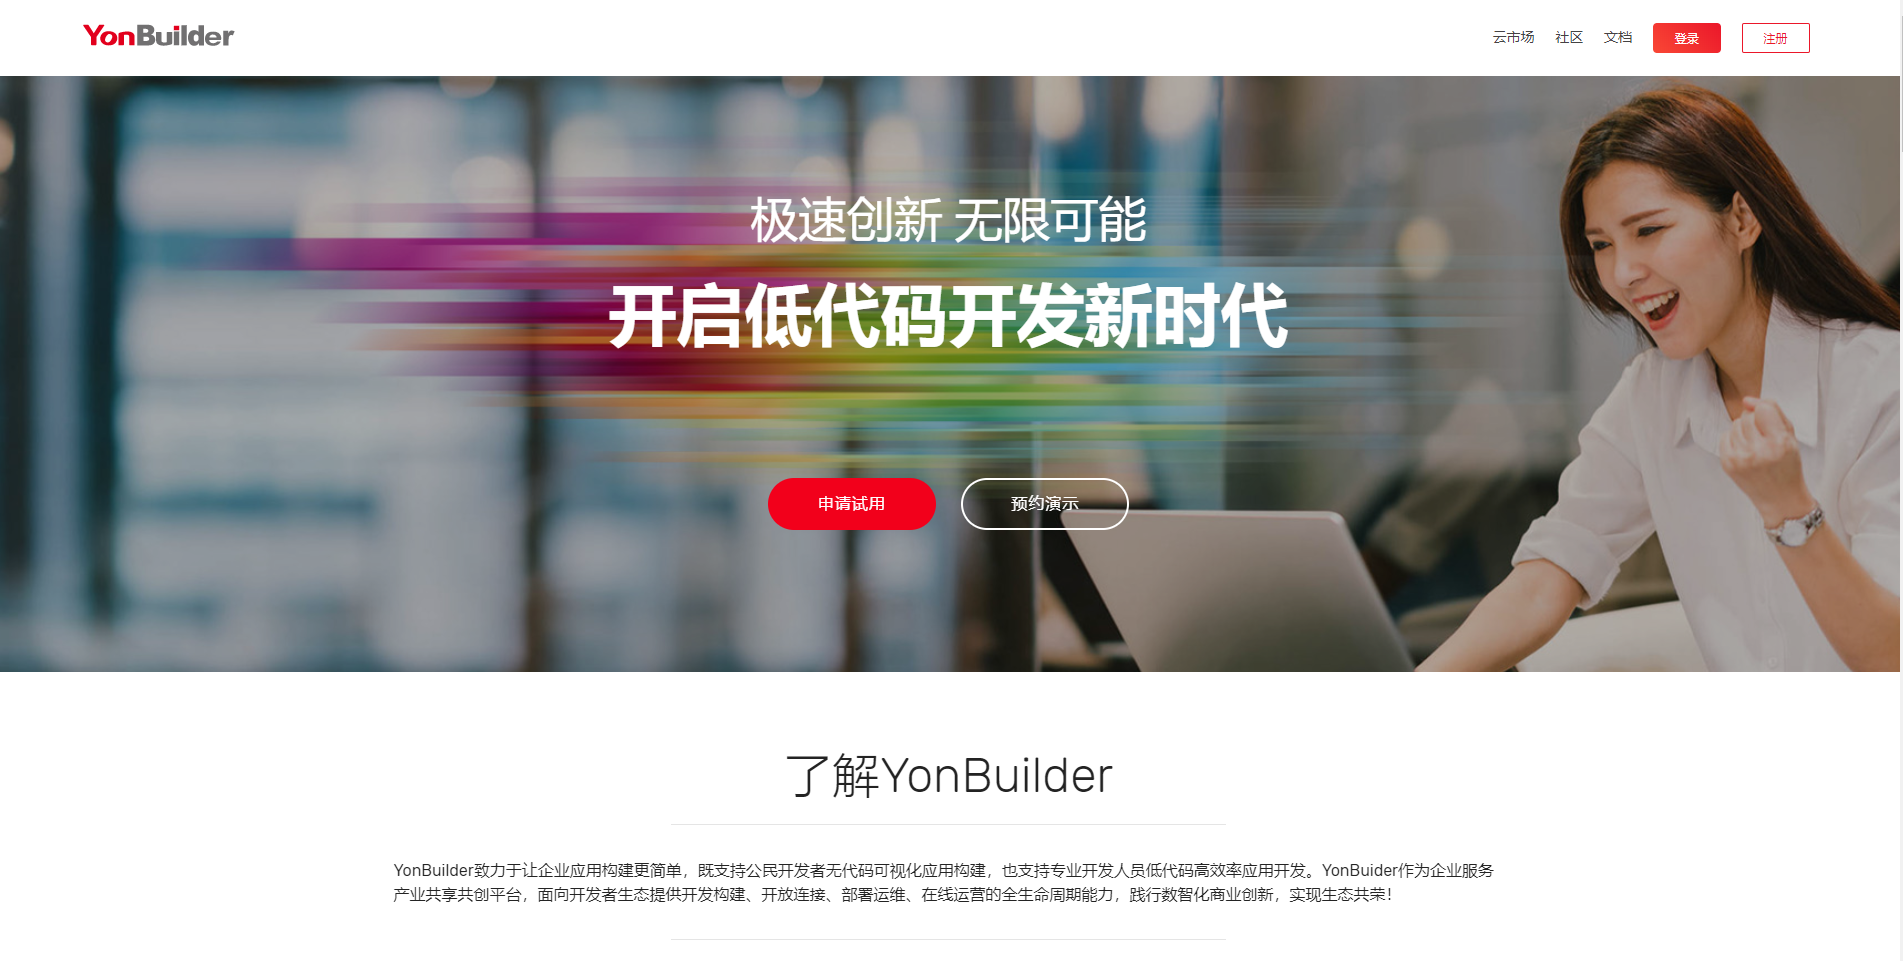 YonBuilder
云市场 社区 文档 登录 注册
极速创新 无限可能
开启低代码开发新时代
申请试用 预约演示
了解YonBuilder
YonBuilder致力于让企业应用构建更简单，既支持公民开发者无代码可视化应用构建，也支持专业开发人员低代码高效率应用开发。YonBuider作为企业服务
产业共享共创平台，面向开发者生态提供开发构建、开放连接、部署运维、在线运营的全生命周期能力，践行数智化商业创新，实现生态共荣！